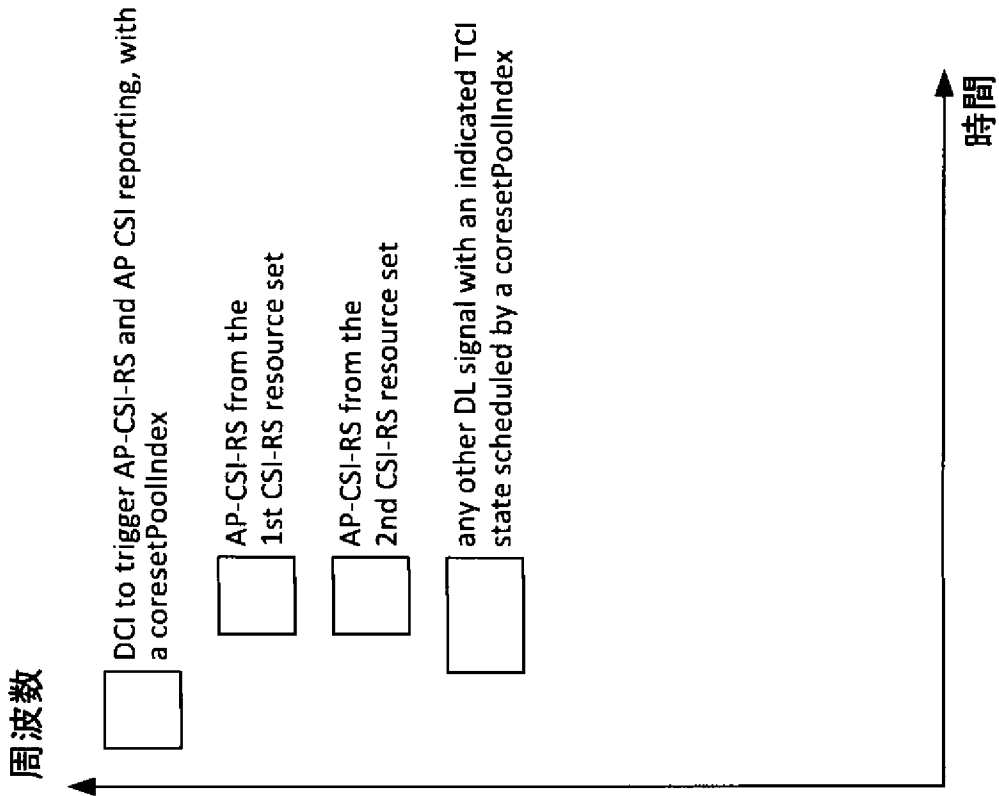 周波数
DCI to trigger AP-CSI-RS and AP CSI reporting, with
a coresetPoolIndex
AP-CSI-RS from the
1st CSI-RS resource set
AP-CSI-RS from the
2nd CSI-RS resource set
any other DL signal with an indicated TCI
state scheduled by a coresetPoolIndex
時間